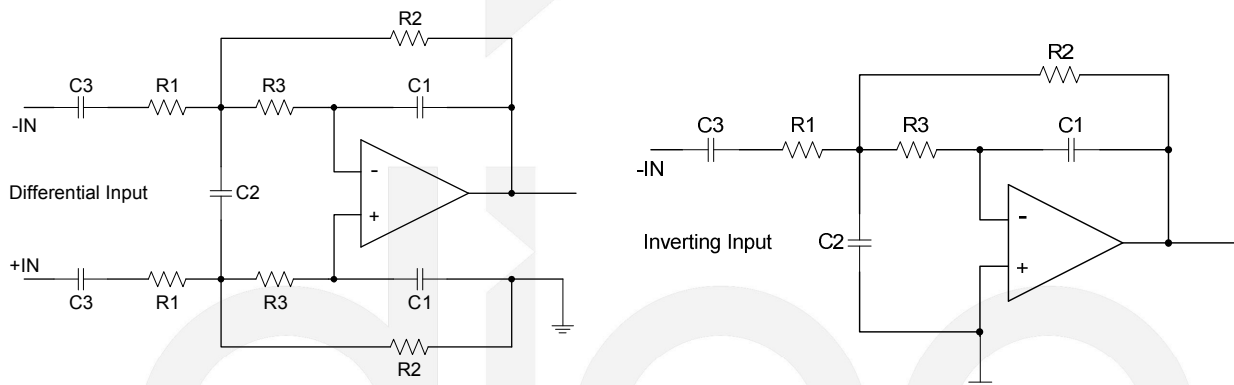 R2
C3
R1
R3
C1
-IN
-
Differential Input
C2
+
+IN
C3
R1
R3
C1
R2
R2
C3
R1
R3
C1
-IN
-
Inverting Input
C2
+